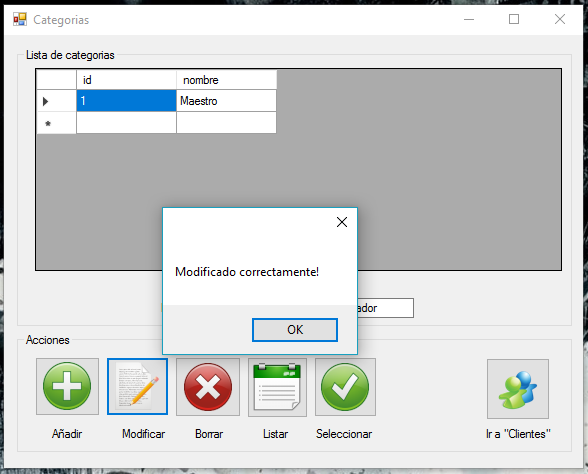 Categorias
Lista de categorias
id nombre
1 Maestro
*
Modificado correctamente!
OK
ador
Acciones
Añadir Modificar Borrar Listar Seleccionar Ir a "Clientes"